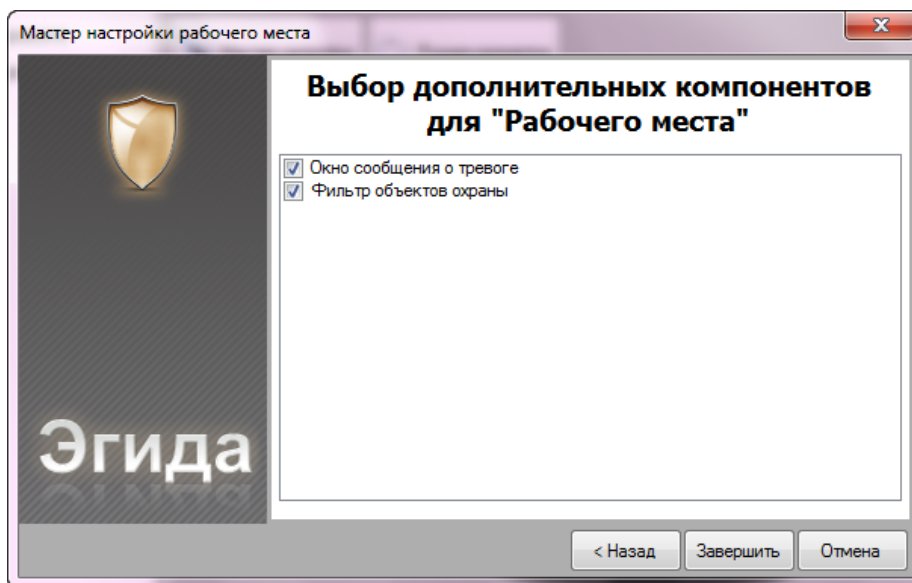 Мастер настройки рабочего места
Выбор дополнительных компонентов
для "Рабочего места"
Окно сообщения о тревоге
Фильтр объектов охраны
Эгида
< Назад
Завершить
Отмена